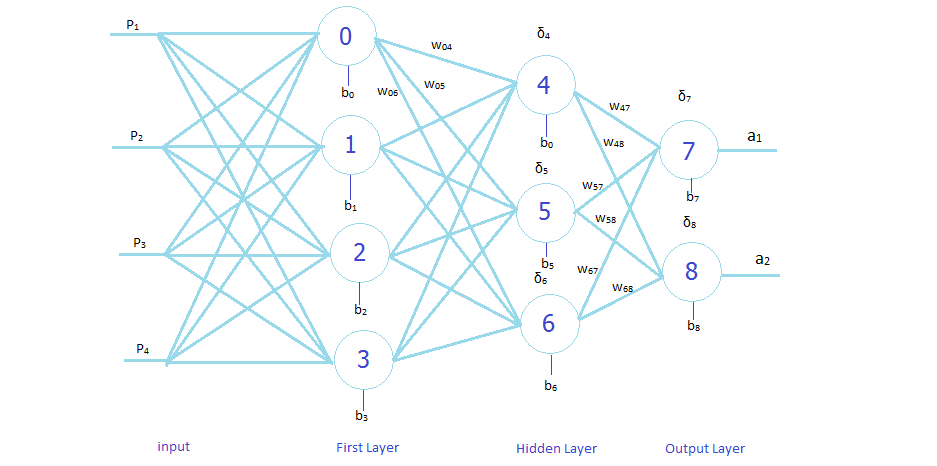 P₁
0
w₀₄
δ₄
w₀₆
w₀₅
b₀
4
P₂
1
b₀
w₄₇
δ₇
w₄₈
7
a₁
δ₅
b₁
5
w₅₇
b₇
w₅₈
δ₈
P₃
2
b₅
δ₆
w₆₇
8
a₂
w₆₈
b₂
6
b₈
P₄
3
b₆
b₃
input
First Layer
Hidden Layer
Output Layer